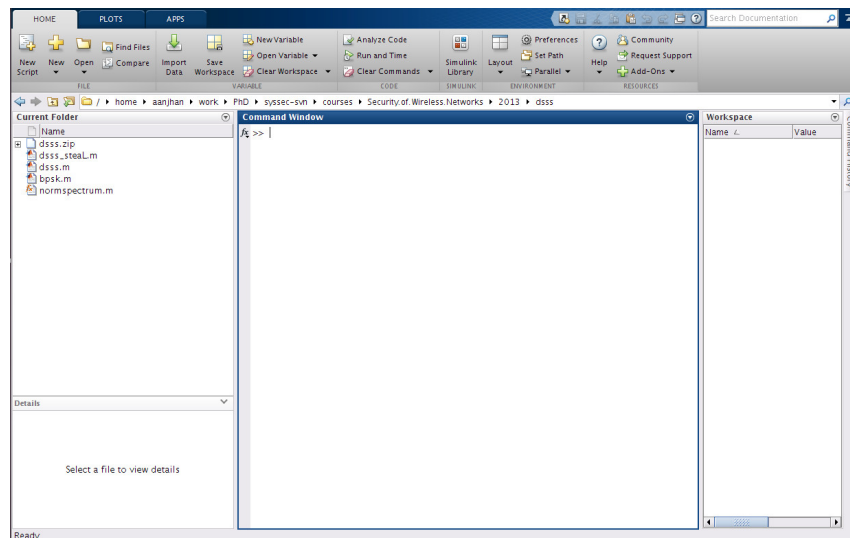 HOME PLOTS APPS Search Documentation
New Script New Open Find Files Compare Import Data Save Workspace New Variable Open Variable Clear Workspace Analyze Code Run and Time Clear Commands Simulink Library Layout Preferences Set Path Parallel Help Community Request Support Add-Ons
FILE VARIABLE CODE SIMULINK ENVIRONMENT RESOURCES
/ home aanjhan work PhD syssec-svn courses Security.of.Wireless.Networks 2013 dsss
Current Folder Command Window Workspace
Name fx >> Name Value
dsss.zip
dsss_steaL.m
dsss.m
bpsk.m
normspectrum.m
Command History
Details
Select a file to view details
Ready